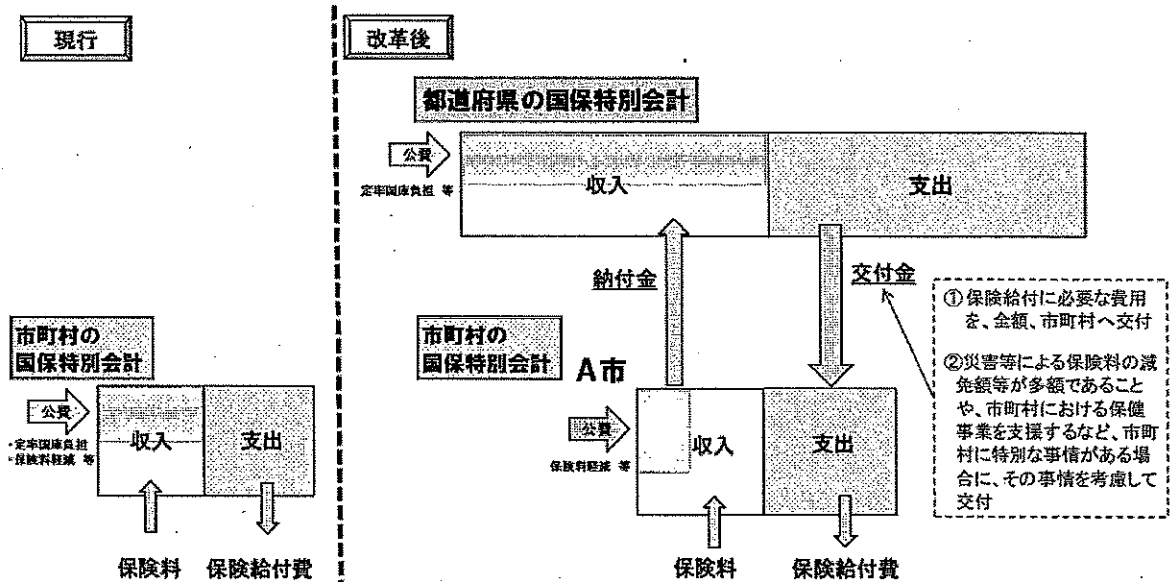 現行
改革後
都道府県の国保特別会計
公費
定率国庫負担 等
収入
支出
納付金
交付金
①保険給付に必要な費用
を、全額、市町村へ交付
②災害等による保険料の減
免額等が多額であること
や、市町村における保健
事業を支援するなど、市町
村に特別な事情がある場
合に、その事情を考慮して
交付
市町村の
国保特別会計
公費
・定率国庫負担
・保険料軽減 等
収入
支出
保険料
保険給付費
市町村の
国保特別会計
A市
公費
保険料軽減 等
収入
支出
保険料
保険給付費